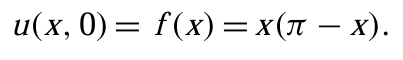 u(x, 0) = f(x) = x(π − x).